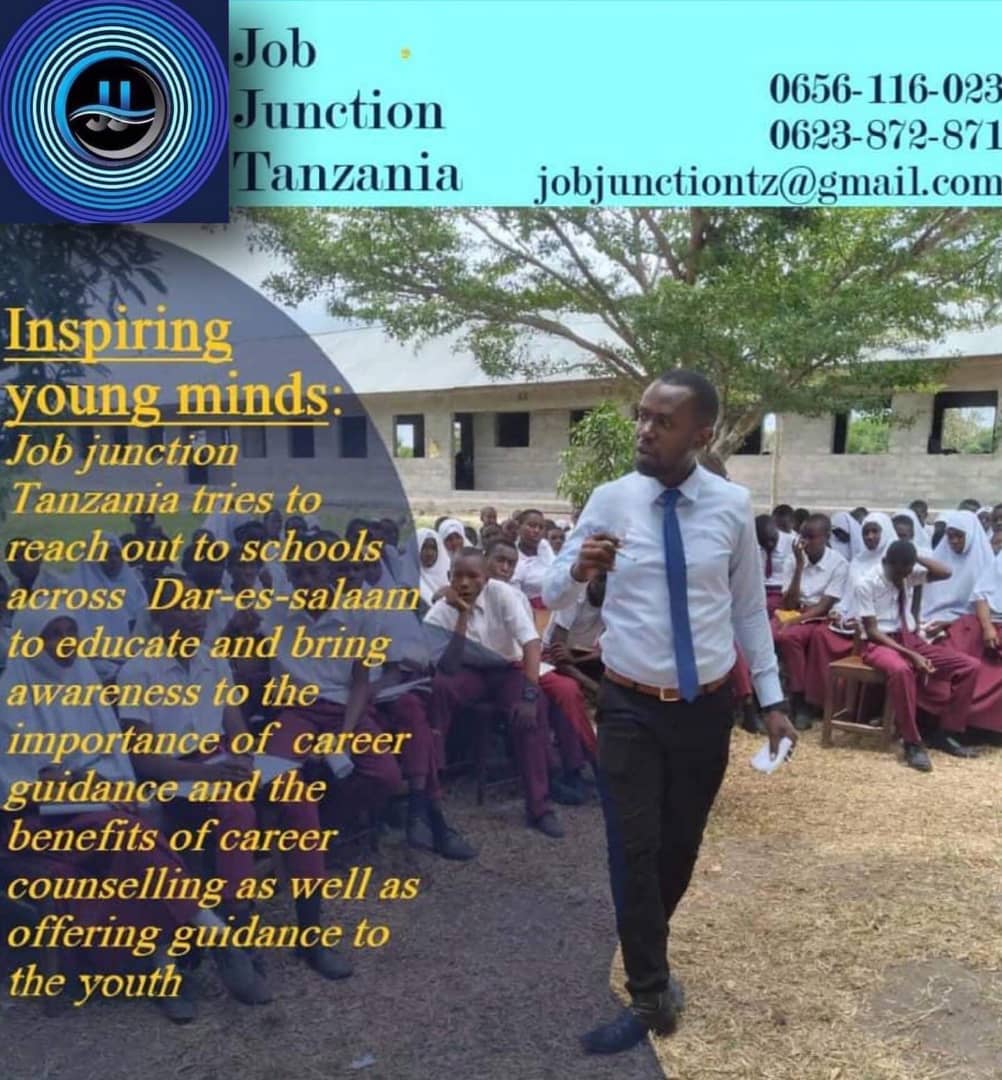 Job
Junction
Tanzania
0656-116-023
0623-872-871
jobjunctiontz@gmail.com
JJ
Inspiring
young minds:
Job junction
Tanzania tries to
reach out to schools
across Dar-es-salaam
to educate and bring
awareness to the
importance of career
guidance and the
benefits of career
counselling as well as
offering guidance to
the youth